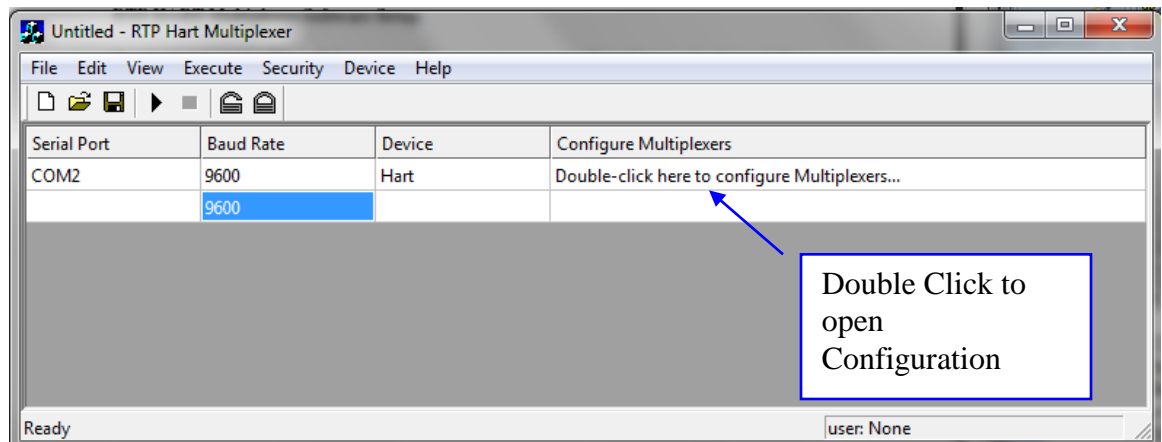 Untitled - RTP Hart Multiplexer
File Edit View Execute Security Device Help
Serial Port Baud Rate Device Configure Multiplexers
COM2 9600 Hart Double-click here to configure Multiplexers...
9600
Double Click to
open
Configuration
Ready user: None